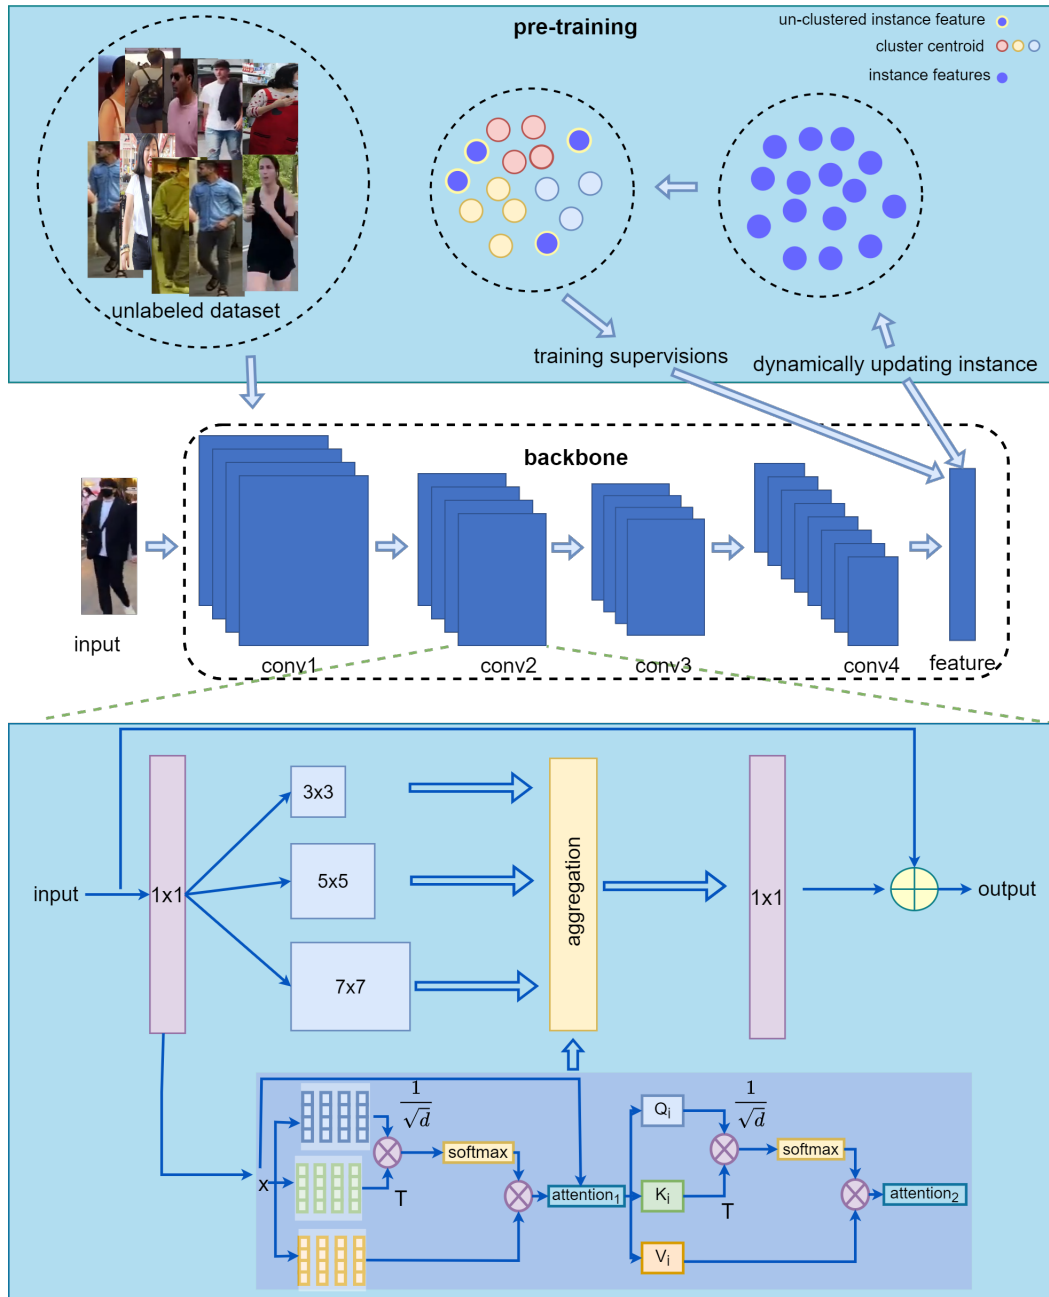 pre-training
un-clustered instance feature
cluster centroid
instance features
unlabeled dataset
training supervisions
dynamically updating instance
backbone
input
conv1
conv2
conv3
conv4
feature
3x3
5x5
7x7
input
1x1
aggregation
1x1
output
1/√d
softmax
x
T
attention₁
Qᵢ
Kᵢ
Vᵢ
1/√d
T
softmax
attention₂